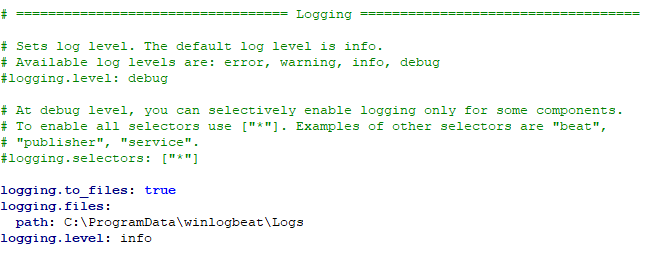 # ================================== Logging ===================================
# Sets log level. The default log level is info.
# Available log levels are: error, warning, info, debug
#logging.level: debug
# At debug level, you can selectively enable logging only for some components.
# To enable all selectors use ["*"]. Examples of other selectors are "beat",
# "publisher", "service".
#logging.selectors: ["*"]
logging.to_files: true
logging.files:
  path: C:\ProgramData\winlogbeat\Logs
logging.level: info